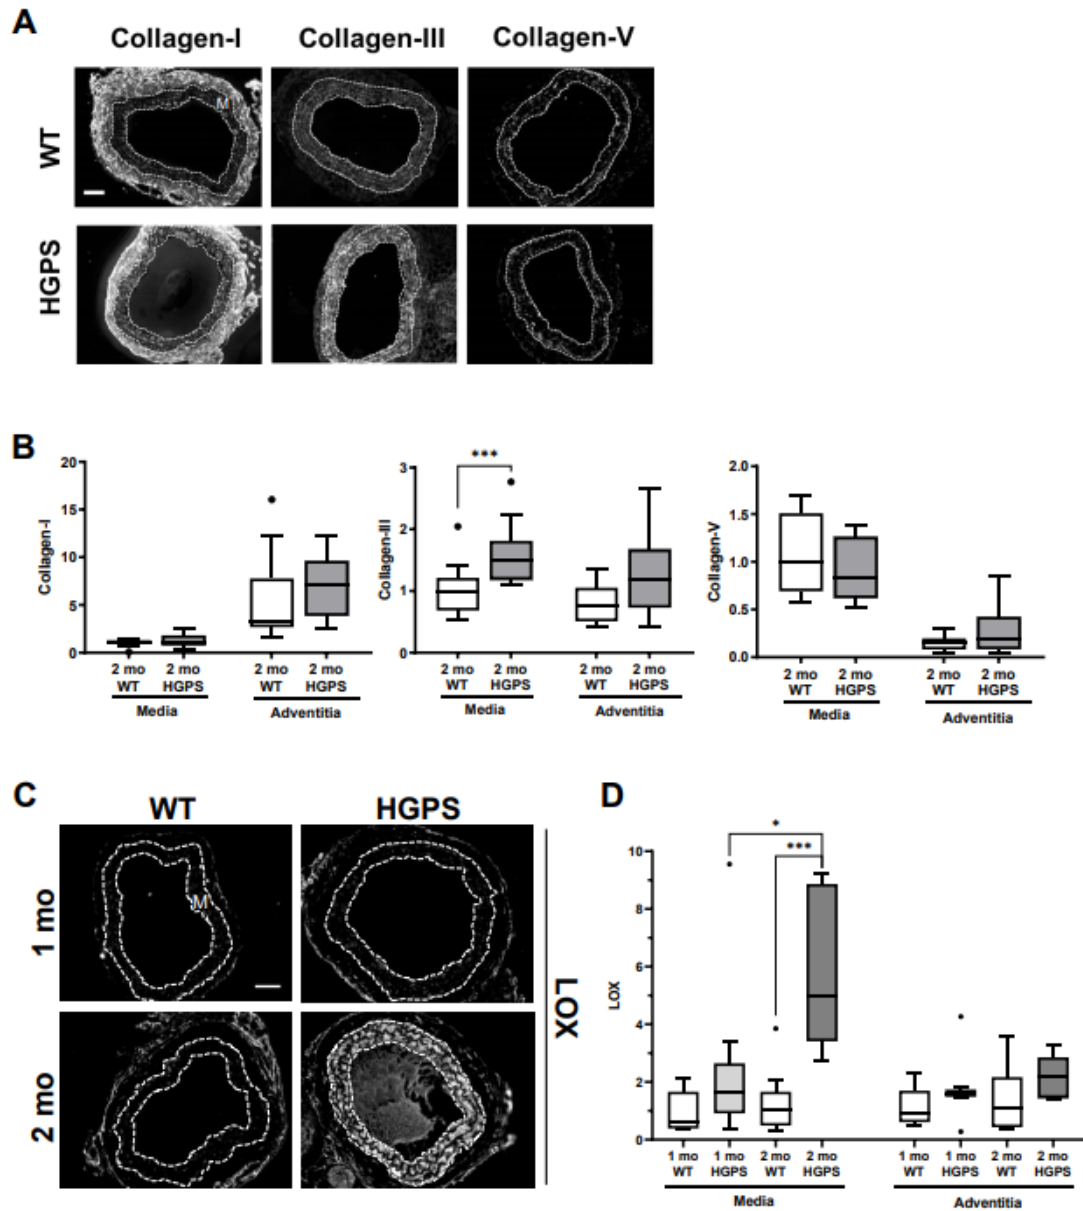 A
Collagen-I Collagen-III Collagen-V
WT
M
HGPS
B
Collagen-I
20
15
10
5
0
2 mo WT
2 mo HGPS
Media
2 mo WT
2 mo HGPS
Adventitia
Collagen-III
3
2
1
0
***
2 mo WT
2 mo HGPS
Media
2 mo WT
2 mo HGPS
Adventitia
Collagen-V
2.0
1.5
1.0
0.5
0.0
2 mo WT
2 mo HGPS
Media
2 mo WT
2 mo HGPS
Adventitia
C
WT HGPS
1 mo
M
2 mo
LOX
D
LOX
10
8
6
4
2
0
*
***
1 mo WT
1 mo HGPS
2 mo WT
2 mo HGPS
Media
1 mo WT
1 mo HGPS
2 mo WT
2 mo HGPS
Adventitia